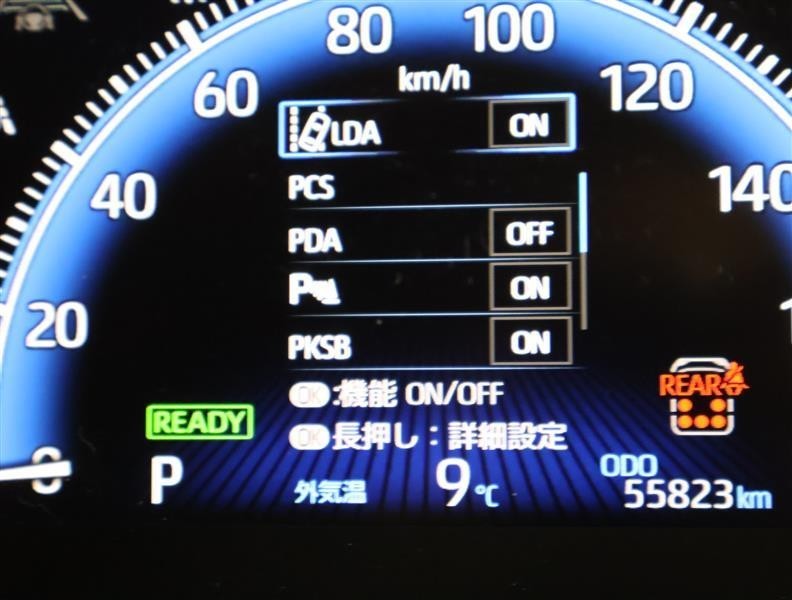 80
100
km/h
60
120
LDA ON
PCS
40
140
PDA OFF
P ON
20
PKSB ON
REAR
OK:機能 ON/OFF
READY
OK長押し:詳細設定
0
P
外気温 9℃
ODO
55823km